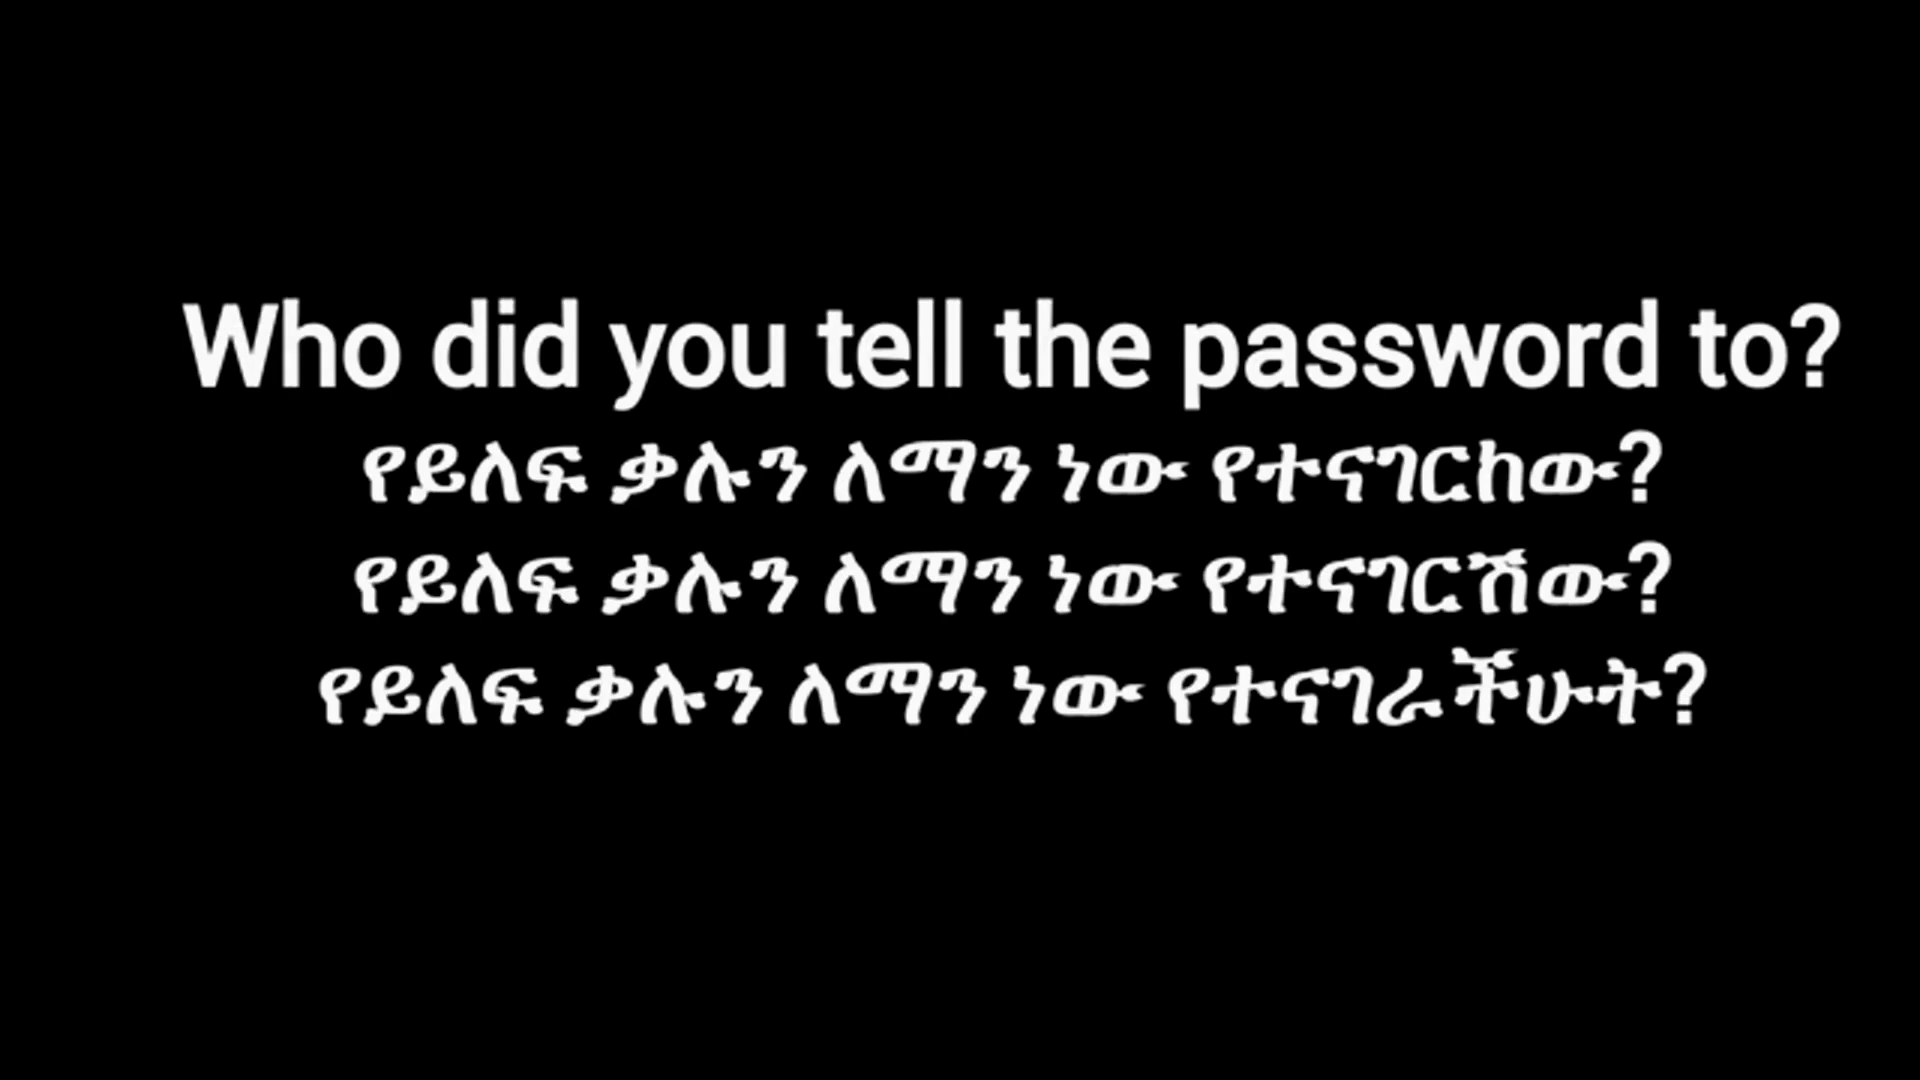 Who did you tell the password to?
የይለፍ ቃሉን ለማን ነው የተናገርከው?
የይለፍ ቃሉን ለማን ነው የተናገርሽው?
የይለፍ ቃሉን ለማን ነው የተናገራችሁት?